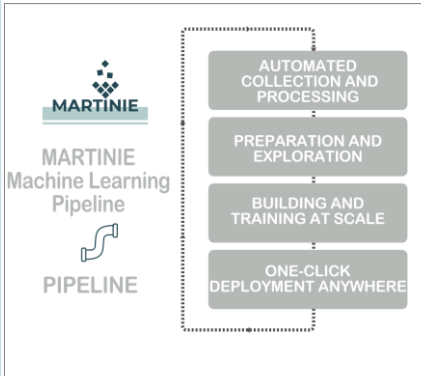 MARTINIE
MARTINIE
Machine Learning
Pipeline
PIPELINE
AUTOMATED
COLLECTION AND
PROCESSING
PREPARATION AND
EXPLORATION
BUILDING AND
TRAINING AT SCALE
ONE-CLICK
DEPLOYMENT ANYWHERE